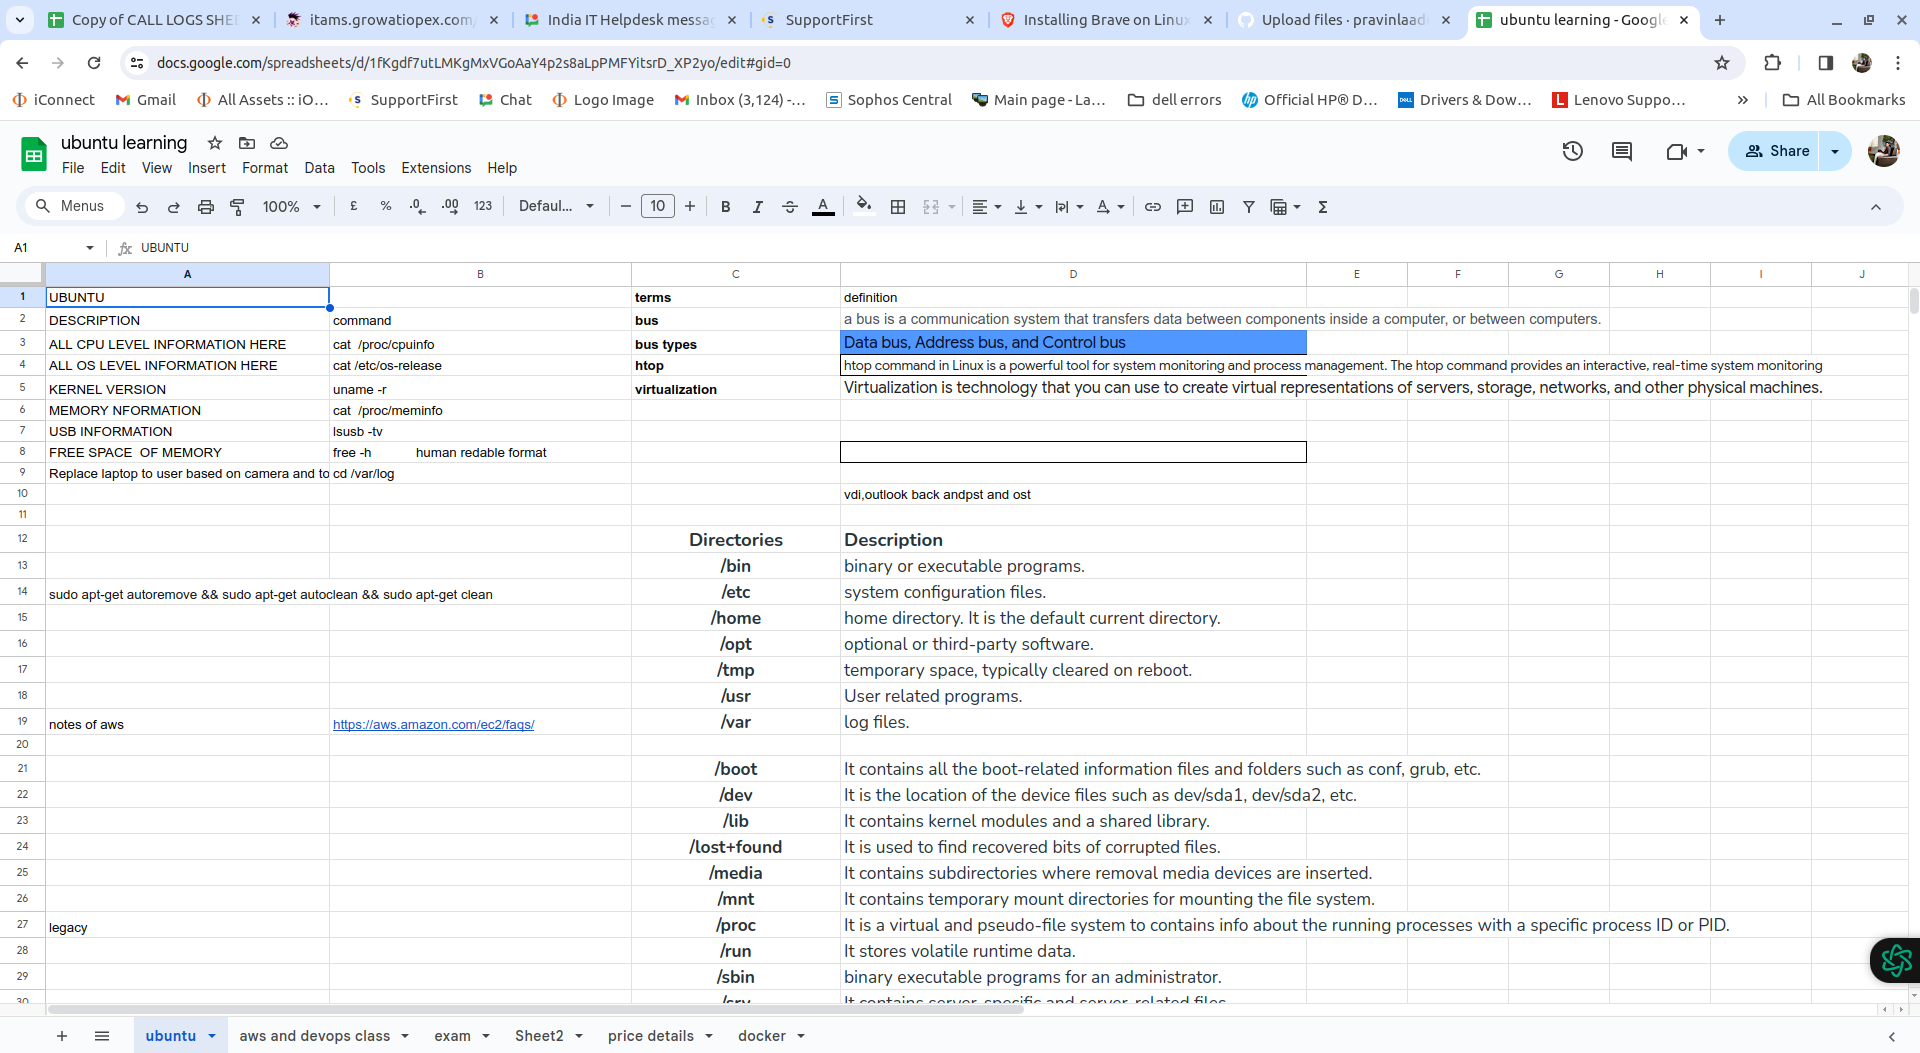 Copy of CALL LOGS SHEE
itams.growatiopex.com/
India IT Helpdesk messa
SupportFirst
Installing Brave on Linux
Upload files · pravinlaad
ubuntu learning - Google
docs.google.com/spreadsheets/d/1fKgdf7utLMKgMxVGoAaY4p2s8aLpPMFYitsrD_XP2yo/edit#gid=0
iConnect
Gmail
All Assets :: iO...
SupportFirst
Chat
Logo Image
Inbox (3,124) -...
Sophos Central
Main page - La...
dell errors
Official HP® D...
Drivers & Dow...
Lenovo Suppo...
All Bookmarks
ubuntu learning
File Edit View Insert Format Data Tools Extensions Help
Share
Menus 100% £ % .0 .00 123 Defaul... 10 B I A
A1 fx UBUNTU
A B C D E F G H I J
1 UBUNTU terms definition
2 DESCRIPTION command bus a bus is a communication system that transfers data between components inside a computer, or between computers.
3 ALL CPU LEVEL INFORMATION HERE cat /proc/cpuinfo bus types Data bus, Address bus, and Control bus
4 ALL OS LEVEL INFORMATION HERE cat /etc/os-release htop htop command in Linux is a powerful tool for system monitoring and process management. The htop command provides an interactive, real-time system monitoring
5 KERNEL VERSION uname -r virtualization Virtualization is technology that you can use to create virtual representations of servers, storage, networks, and other physical machines.
6 MEMORY NFORMATION cat /proc/meminfo
7 USB INFORMATION lsusb -tv
8 FREE SPACE OF MEMORY free -h human redable format
9 Replace laptop to user based on camera and to cd /var/log
10 vdi,outlook back andpst and ost
11
12 Directories Description
13 /bin binary or executable programs.
14 sudo apt-get autoremove && sudo apt-get autoclean && sudo apt-get clean /etc system configuration files.
15 /home home directory. It is the default current directory.
16 /opt optional or third-party software.
17 /tmp temporary space, typically cleared on reboot.
18 /usr User related programs.
19 notes of aws https://aws.amazon.com/ec2/faqs/ /var log files.
20
21 /boot It contains all the boot-related information files and folders such as conf, grub, etc.
22 /dev It is the location of the device files such as dev/sda1, dev/sda2, etc.
23 /lib It contains kernel modules and a shared library.
24 /lost+found It is used to find recovered bits of corrupted files.
25 /media It contains subdirectories where removal media devices are inserted.
26 /mnt It contains temporary mount directories for mounting the file system.
27 legacy /proc It is a virtual and pseudo-file system to contains info about the running processes with a specific process ID or PID.
28 /run It stores volatile runtime data.
29 /sbin binary executable programs for an administrator.
30 /srv It contains server-specific and server-related files.
ubuntu aws and devops class exam Sheet2 price details docker